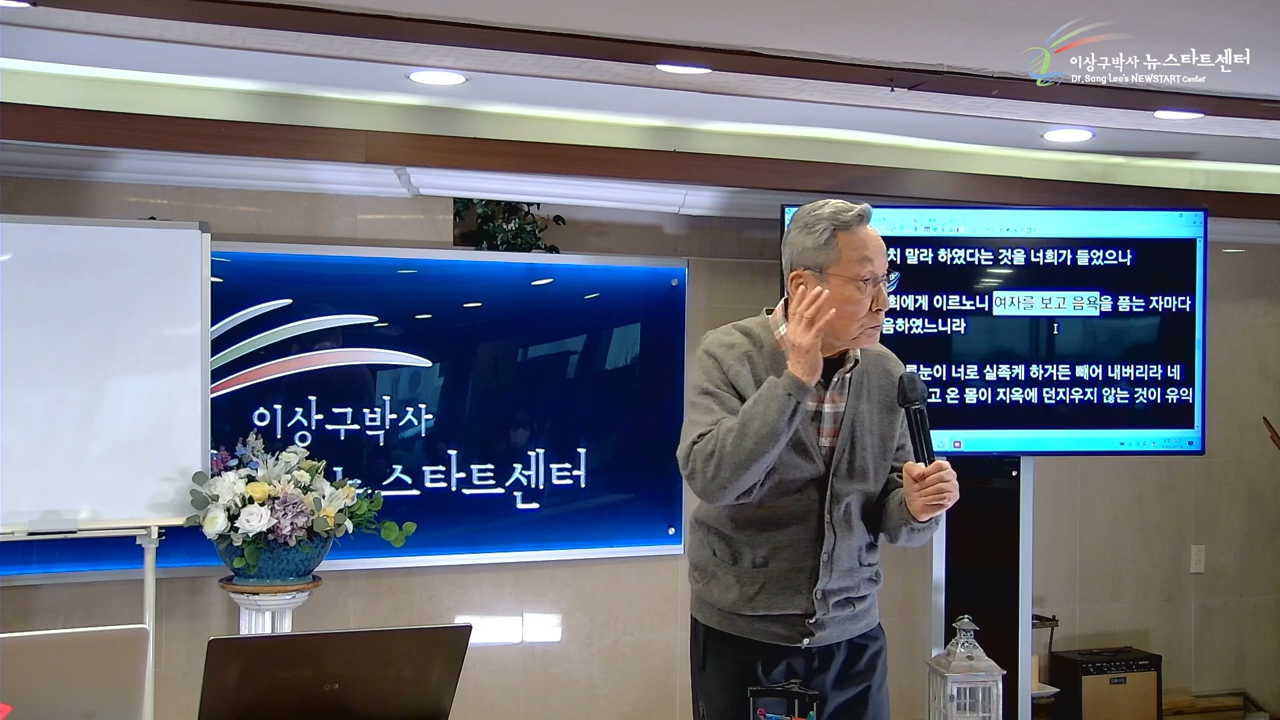 이상구박사 뉴스타트센터
Dr. Sang Lee's NEWSTART Center
치 말라 하였다는 것을 너희가 들었으나
희에게 이르노니 여자를 보고 음욕을 품는 자마다
음하였느니라
눈이 너로 실족케 하거든 빼어 내버리라 네
고 온 몸이 지옥에 던지우지 않는 것이 유익
이상구박사
스타트센터
gram